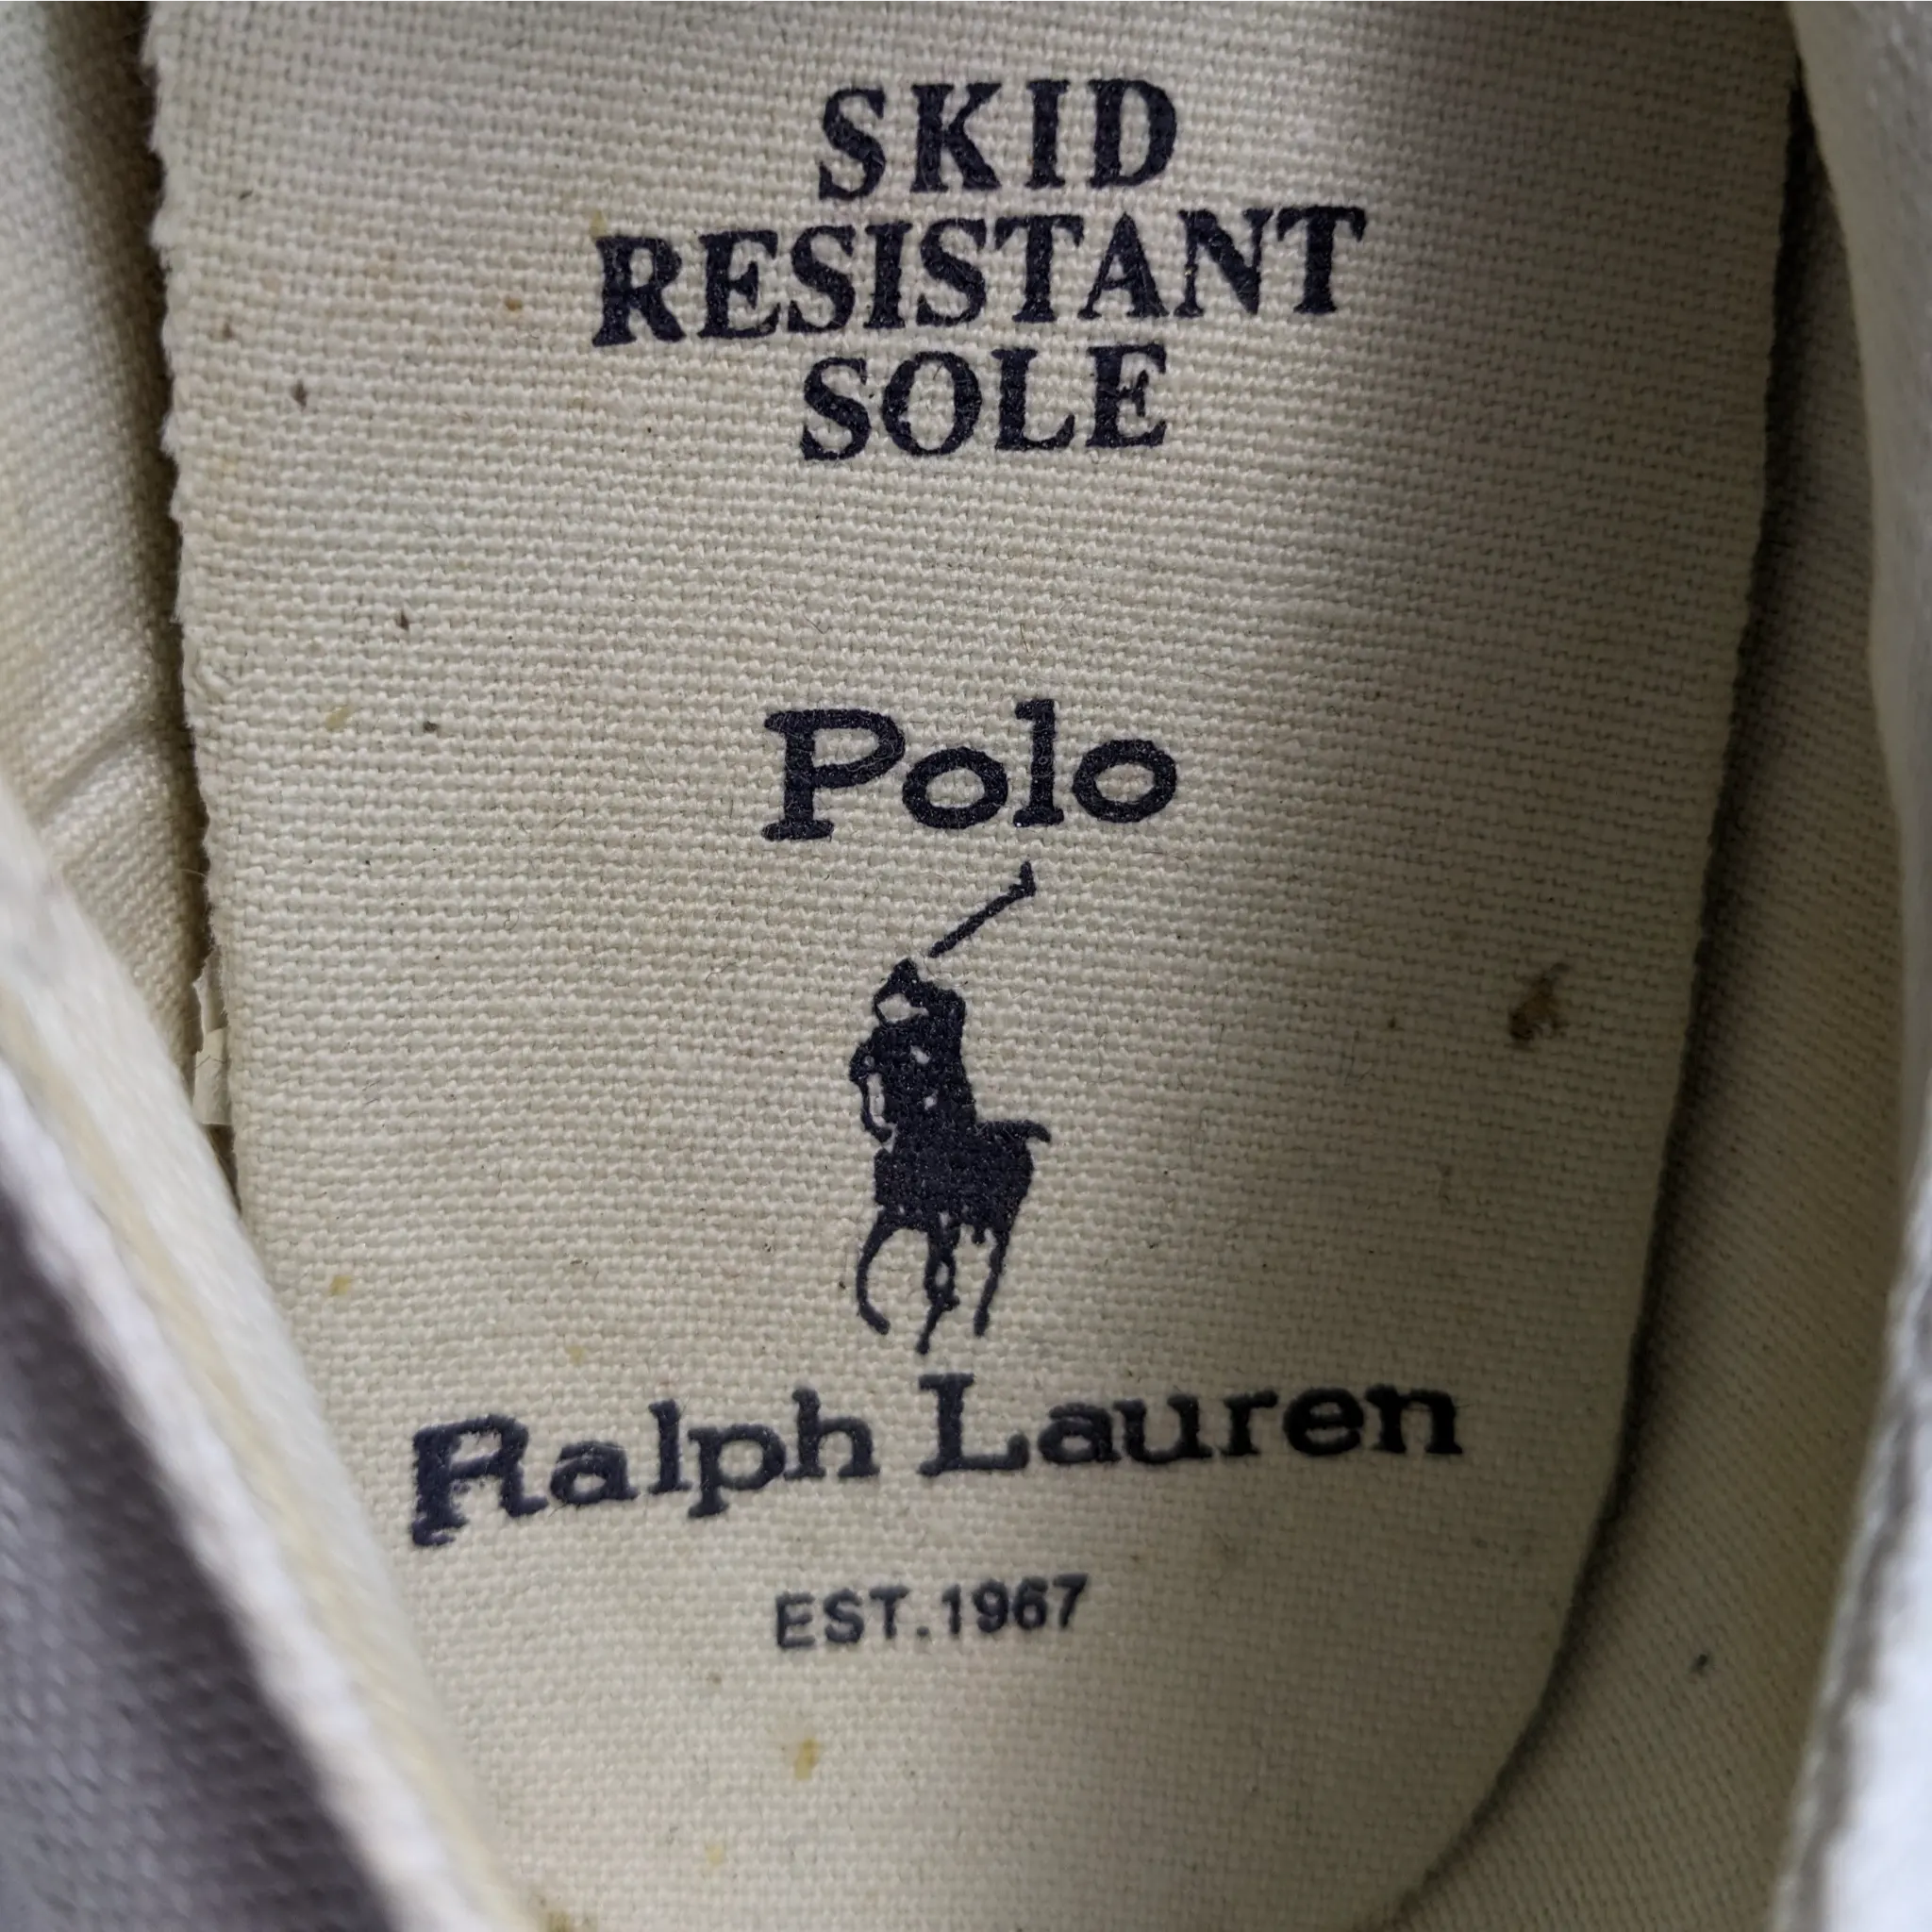 SKID
RESISTANT
SOLE
Polo
Ralph Lauren
EST.1967